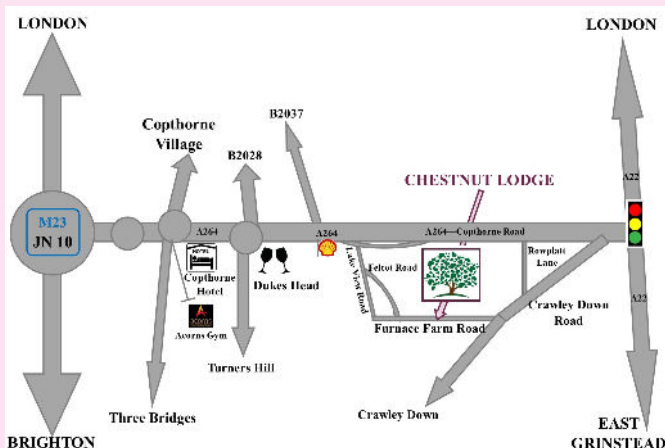 LONDON
LONDON
B2037
Copthorne
Village
B2028
CHESTNUT LODGE
A22
M23
JN 10
A264
A264
A264—Copthorne Road
HOTEL
Copthorne
Hotel
Dukes Head
Lake View Road
Felcot Road
Rowplatt
Lane
A22
Acorns Gym
Furnace Farm Road
Crawley Down
Road
Turners Hill
Three Bridges
Crawley Down
BRIGHTON
EAST
GRINSTEAD